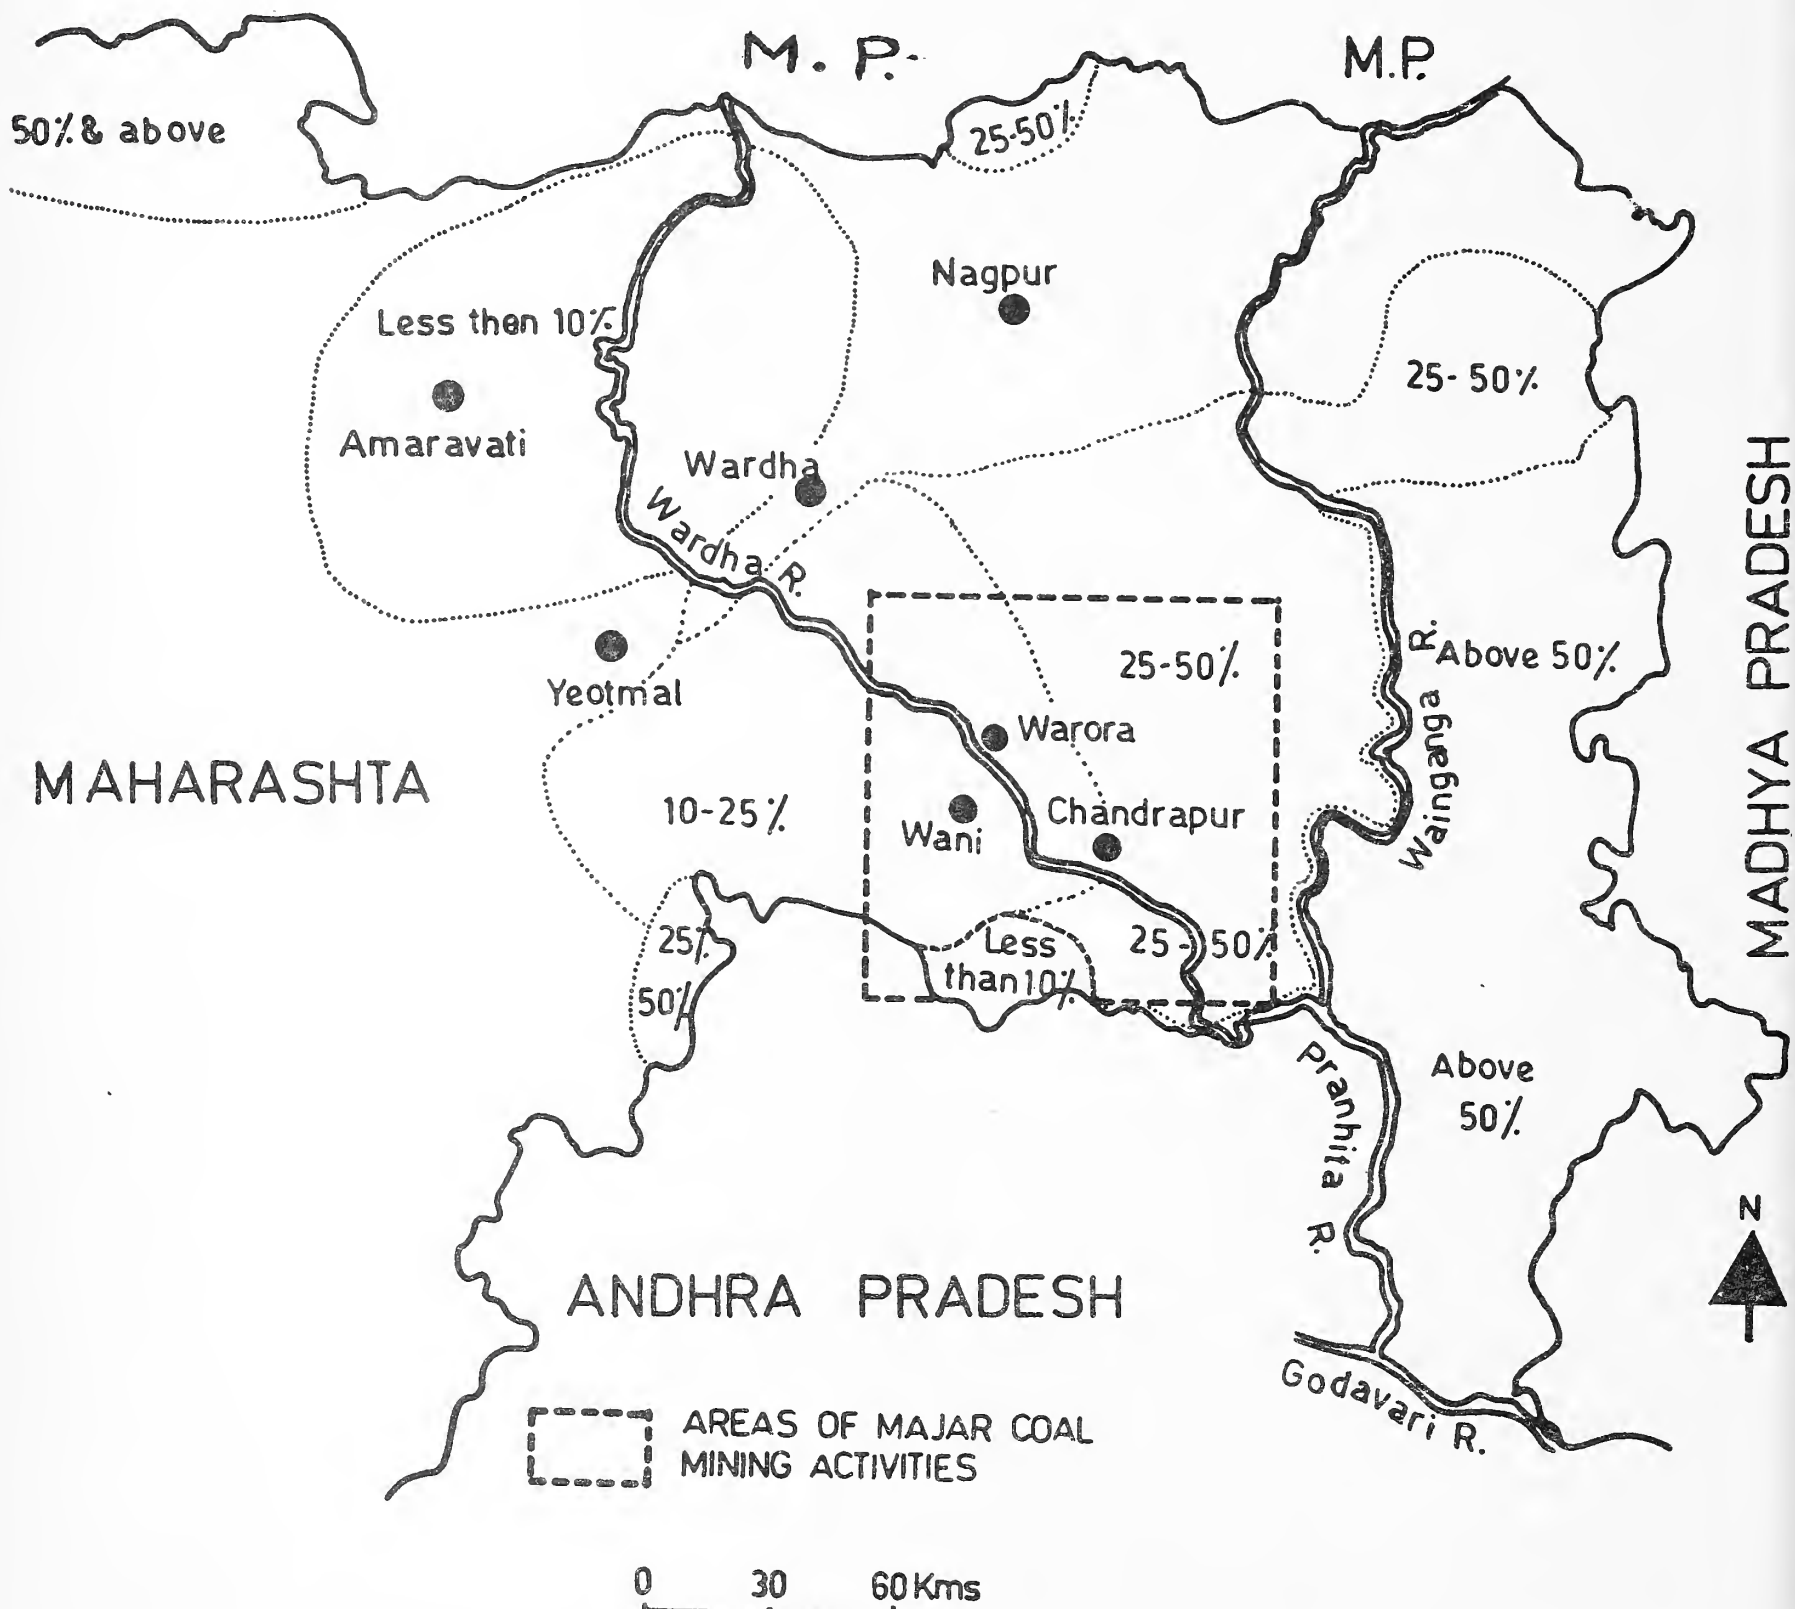 M. P.
M.P.
50% & above
25-50%
Nagpur
Less then 10%
25-50%
Amaravati
Wardha
Wardha R.
MADHYA PRADESH
25-50%
R.
Above 50%
Yeotmal
Wainganga
Warora
MAHARASHTA
10-25%
Wani
Chandrapur
25%
50%
Less
than 10%
25-50%
Pranhita R.
Above
50%
N
ANDHRA PRADESH
Godavari R.
AREAS OF MAJAR COAL
MINING ACTIVITIES
0 30 60 Kms